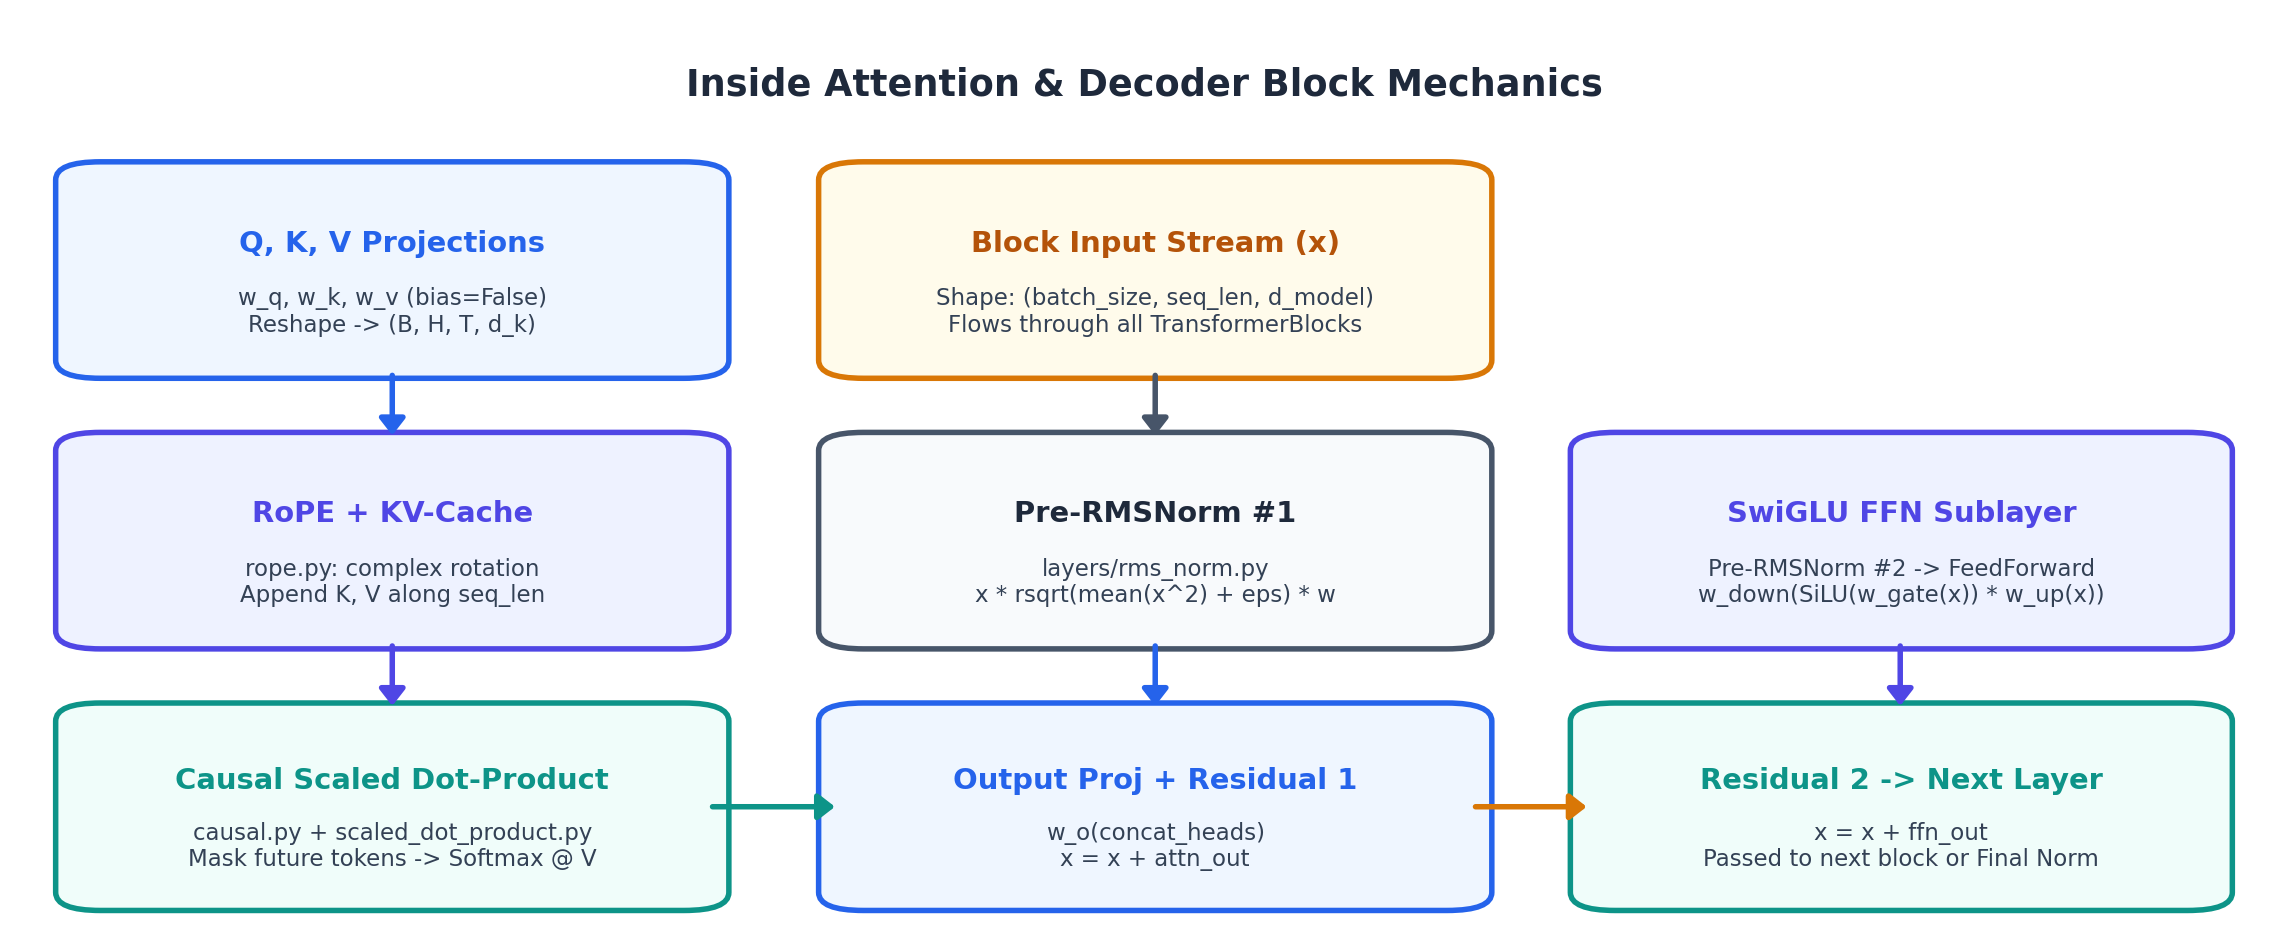 Inside Attention & Decoder Block Mechanics
Q, K, V Projections
w_q, w_k, w_v (bias=False)
Reshape -> (B, H, T, d_k)
Block Input Stream (x)
Shape: (batch_size, seq_len, d_model)
Flows through all TransformerBlocks
RoPE + KV-Cache
rope.py: complex rotation
Append K, V along seq_len
Pre-RMSNorm #1
layers/rms_norm.py
x * rsqrt(mean(x^2) + eps) * w
SwiGLU FFN Sublayer
Pre-RMSNorm #2 -> FeedForward
w_down(SiLU(w_gate(x)) * w_up(x))
Causal Scaled Dot-Product
causal.py + scaled_dot_product.py
Mask future tokens -> Softmax @ V
Output Proj + Residual 1
w_o(concat_heads)
x = x + attn_out
Residual 2 -> Next Layer
x = x + ffn_out
Passed to next block or Final Norm